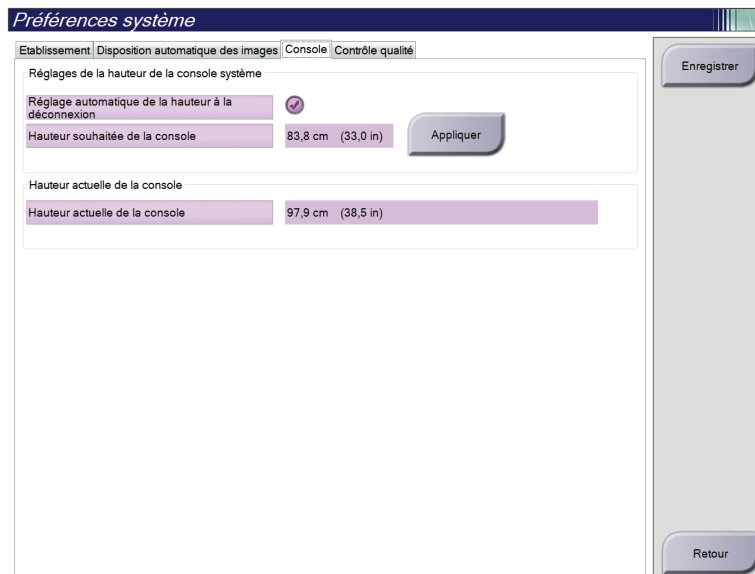 Préférences système
Etablissement Disposition automatique des images Console Contrôle qualité
Réglages de la hauteur de la console système
Réglage automatique de la hauteur à la
déconnexion
Hauteur souhaitée de la console 83,8 cm (33,0 in) Appliquer
Hauteur actuelle de la console
Hauteur actuelle de la console 97,9 cm (38,5 in)
Enregistrer
Retour